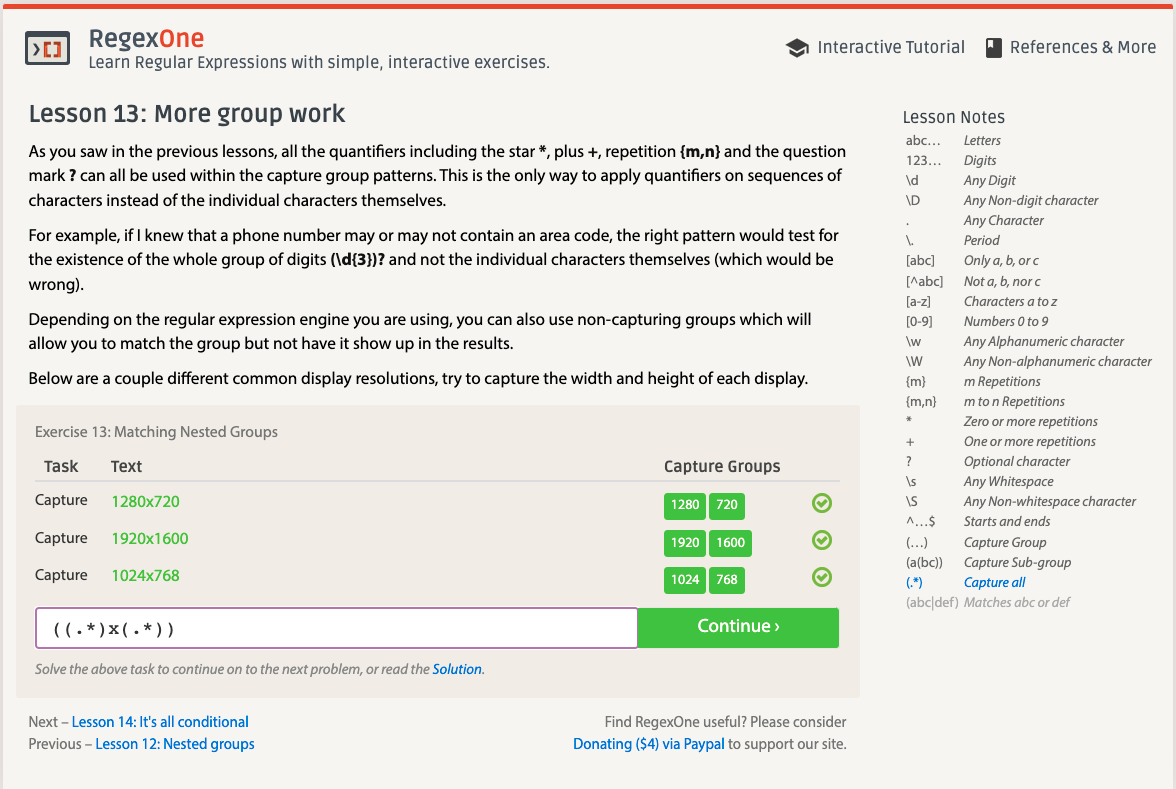 RegexOne
Learn Regular Expressions with simple, interactive exercises.
Interactive Tutorial
References & More
Lesson 13: More group work
As you saw in the previous lessons, all the quantifiers including the star *, plus +, repetition {m,n} and the question
mark ? can all be used within the capture group patterns. This is the only way to apply quantifiers on sequences of
characters instead of the individual characters themselves.
For example, if I knew that a phone number may or may not contain an area code, the right pattern would test for
the existence of the whole group of digits (\d{3})? and not the individual characters themselves (which would be
wrong).
Depending on the regular expression engine you are using, you can also use non-capturing groups which will
allow you to match the group but not have it show up in the results.
Below are a couple different common display resolutions, try to capture the width and height of each display.
Exercise 13: Matching Nested Groups
Task Text Capture Groups
Capture 1280x720 1280 720
Capture 1920x1600 1920 1600
Capture 1024x768 1024 768
((.*)x(.*))
Continue ›
Solve the above task to continue on to the next problem, or read the Solution.
Next – Lesson 14: It's all conditional
Previous – Lesson 12: Nested groups
Find RegexOne useful? Please consider
Donating ($4) via Paypal to support our site.
Lesson Notes
abc… Letters
123… Digits
\d Any Digit
\D Any Non-digit character
. Any Character
\. Period
[abc] Only a, b, or c
[^abc] Not a, b, nor c
[a-z] Characters a to z
[0-9] Numbers 0 to 9
\w Any Alphanumeric character
\W Any Non-alphanumeric character
{m} m Repetitions
{m,n} m to n Repetitions
* Zero or more repetitions
+ One or more repetitions
? Optional character
\s Any Whitespace
\S Any Non-whitespace character
^…$ Starts and ends
(…) Capture Group
(a(bc)) Capture Sub-group
(.*) Capture all
(abc|def) Matches abc or def